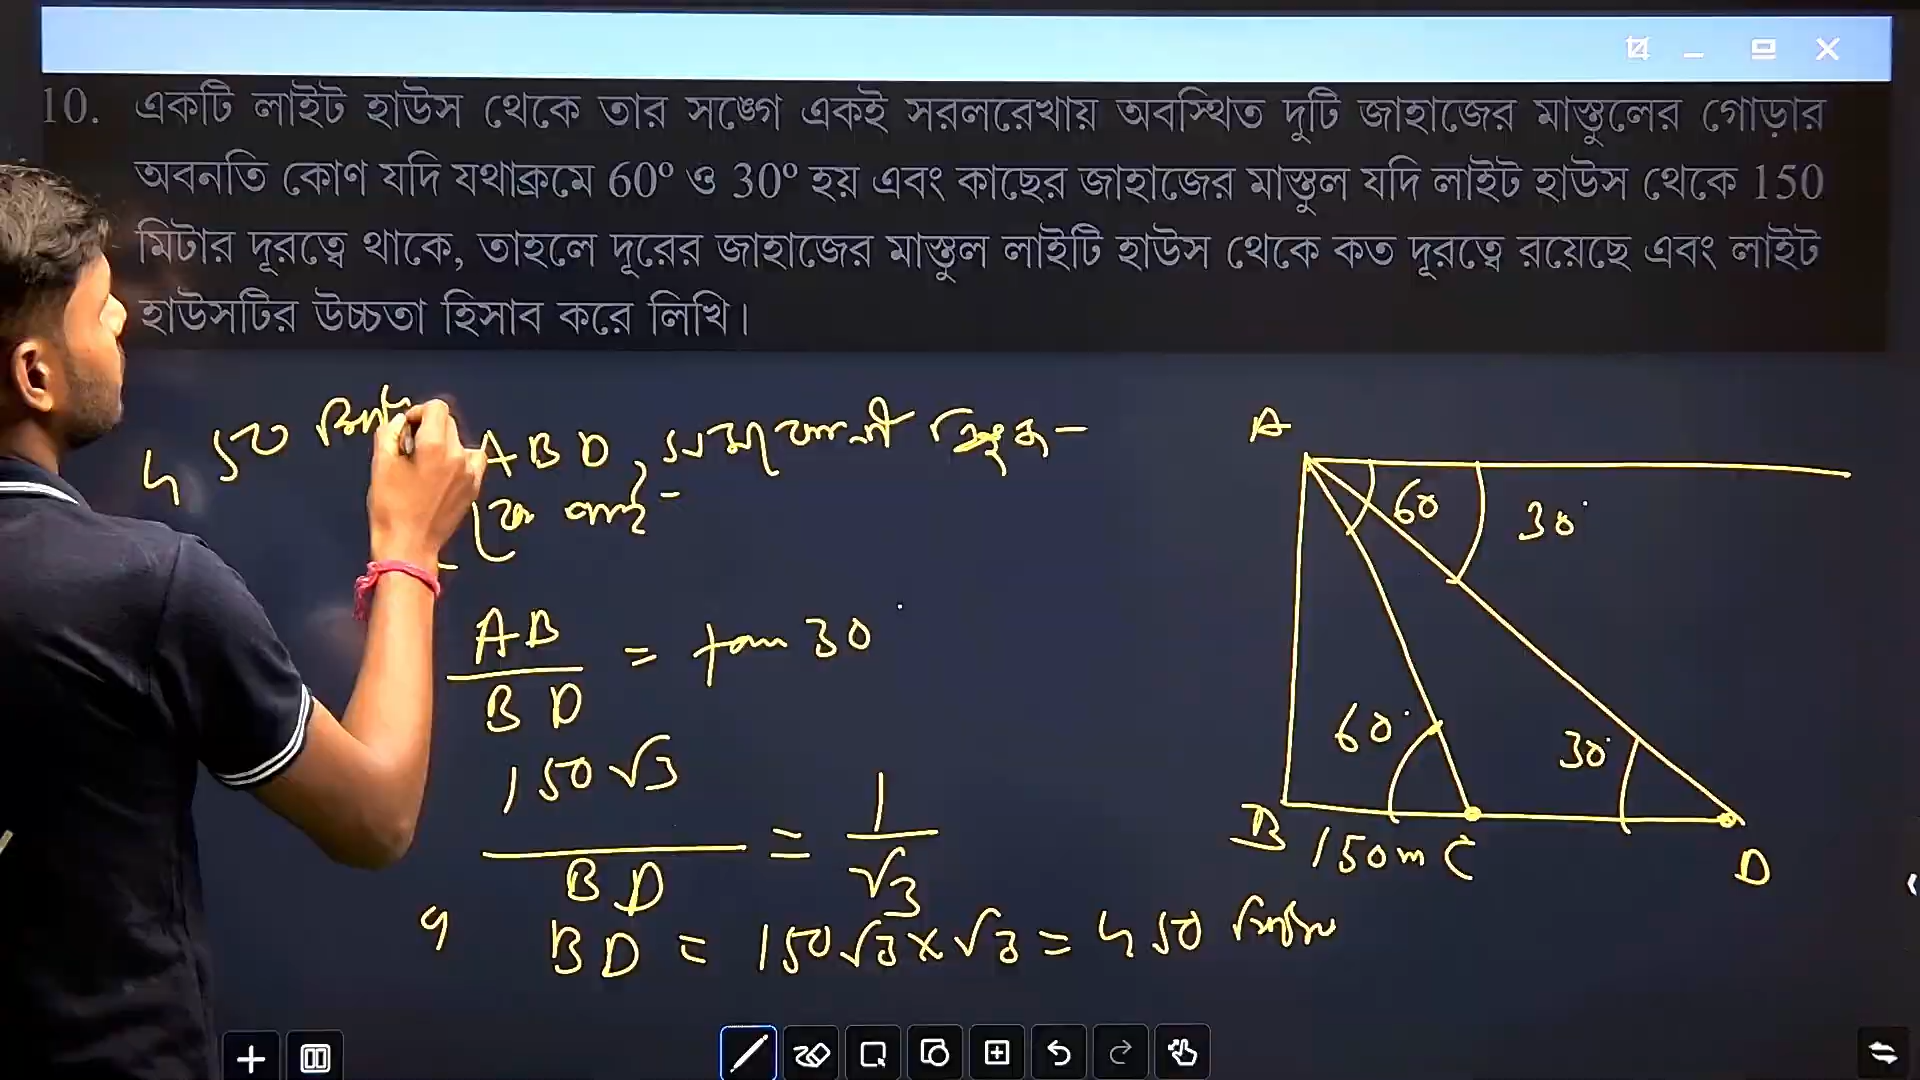 10. একটি লাইট হাউস থেকে তার সঙ্গে একই সরলরেখায় অবস্থিত দুটি জাহাজের মাস্তুলের গোড়ার
অবনতি কোণ যদি যথাক্রমে 60° ও 30° হয় এবং কাছের জাহাজের মাস্তুল যদি লাইট হাউস থেকে 150
মিটার দূরত্বে থাকে, তাহলে দূরের জাহাজের মাস্তুল লাইটি হাউস থেকে কত দূরত্বে রয়েছে এবং লাইট
হাউসটির উচ্চতা হিসাব করে লিখি।
450
ABD, সমকোণী ত্রিভুজ-
থেকে পাই-
AB/BD = tan 30°
150√3/BD = 1/√3
BD = 150√3×√3 = 450 মিটার
A
60
30°
60°
30°
B 150m C
D